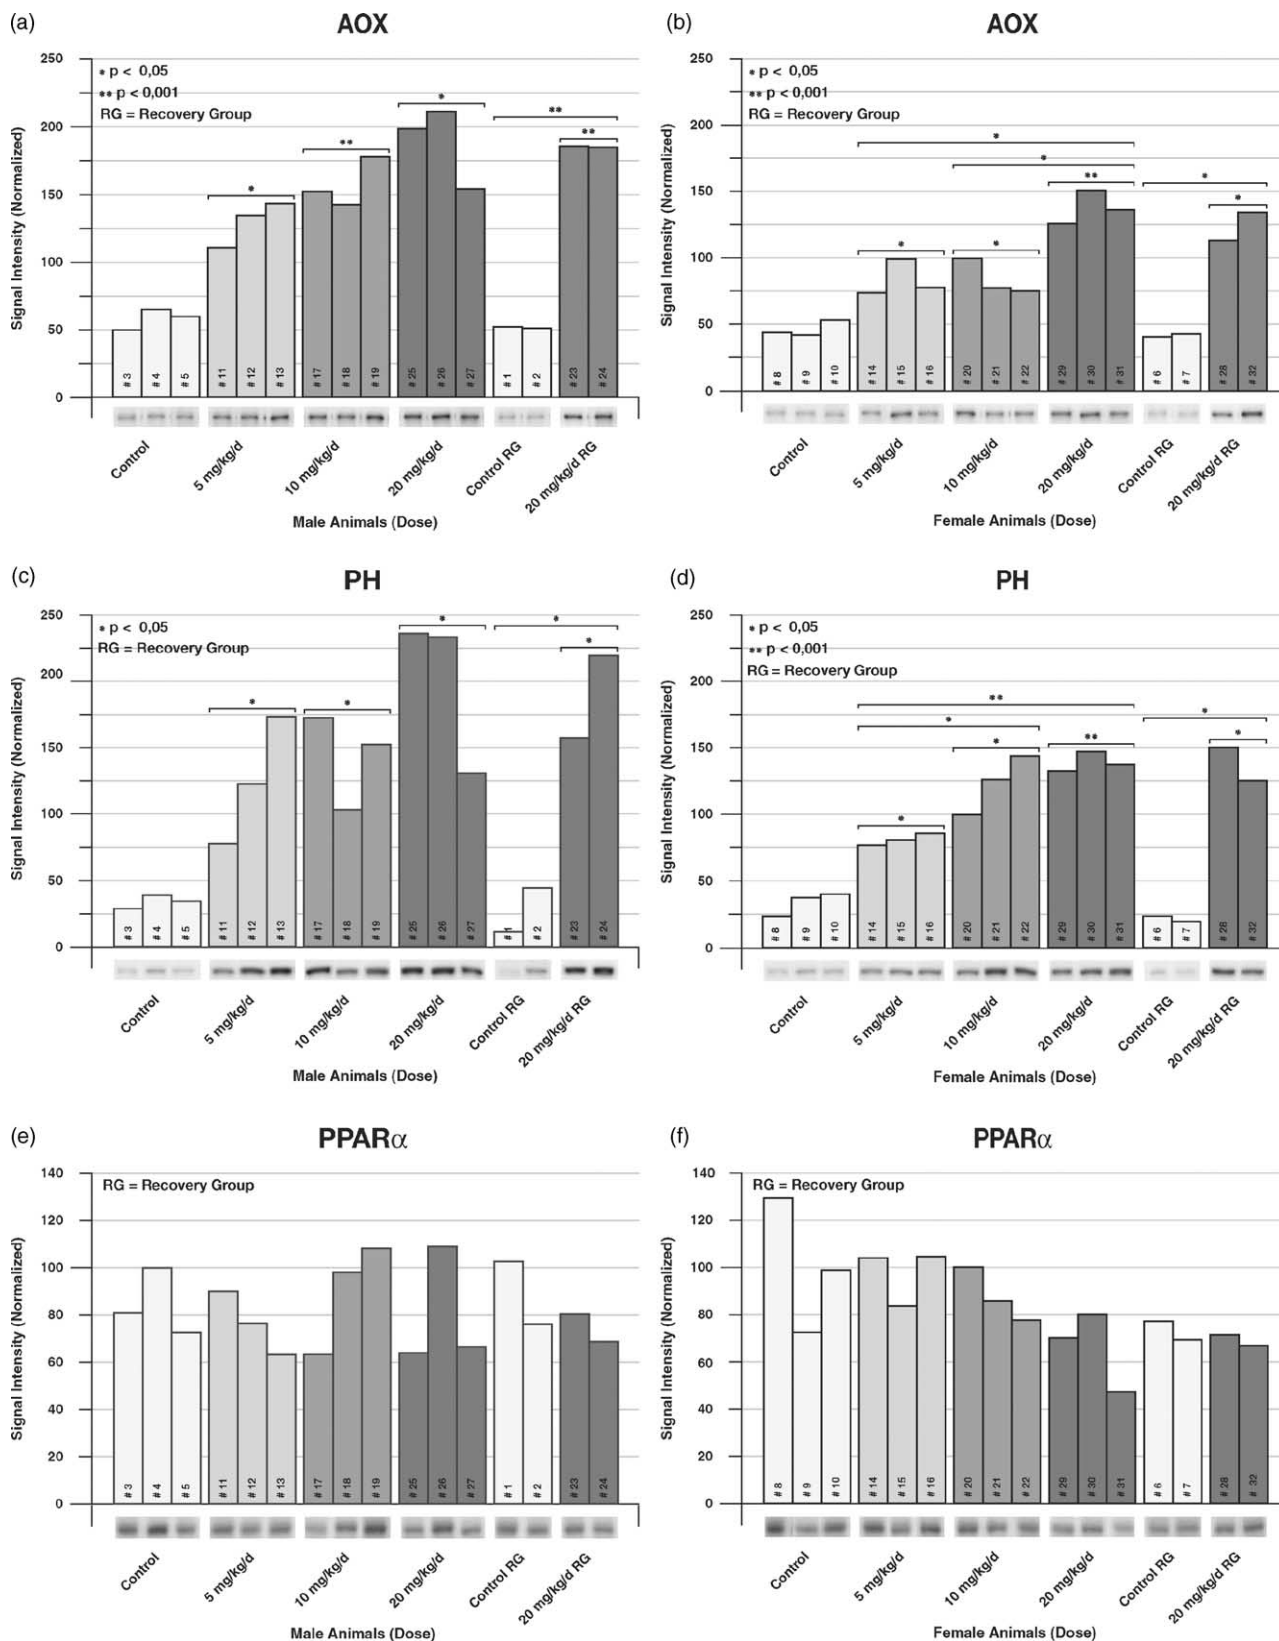 (a)
AOX
250
* p < 0,05
** p < 0,001
RG = Recovery Group
200
150
100
50
0
Signal Intensity (Normalized)
*
**
*
**
**
#3 #4 #5 #11 #12 #13 #17 #18 #19 #25 #26 #27 #1 #2 #23 #24
Control 5 mg/kg/d 10 mg/kg/d 20 mg/kg/d Control RG 20 mg/kg/d RG
Male Animals (Dose)
(b)
AOX
250
* p < 0,05
** p < 0,001
RG = Recovery Group
200
150
100
50
0
Signal Intensity (Normalized)
*
*
**
*
*
*
*
#8 #9 #10 #14 #15 #16 #20 #21 #22 #29 #30 #31 #6 #7 #28 #32
Control 5 mg/kg/d 10 mg/kg/d 20 mg/kg/d Control RG 20 mg/kg/d RG
Female Animals (Dose)
(c)
PH
250
* p < 0,05
RG = Recovery Group
200
150
100
50
0
Signal Intensity (Normalized)
*
*
*
*
*
#3 #4 #5 #11 #12 #13 #17 #18 #19 #25 #26 #27 #1 #2 #23 #24
Control 5 mg/kg/d 10 mg/kg/d 20 mg/kg/d Control RG 20 mg/kg/d RG
Male Animals (Dose)
(d)
PH
250
* p < 0,05
** p < 0,001
RG = Recovery Group
200
150
100
50
0
Signal Intensity (Normalized)
**
*
*
**
*
*
*
#8 #9 #10 #14 #15 #16 #20 #21 #22 #29 #30 #31 #6 #7 #28 #32
Control 5 mg/kg/d 10 mg/kg/d 20 mg/kg/d Control RG 20 mg/kg/d RG
Female Animals (Dose)
(e)
PPARα
140
RG = Recovery Group
120
100
80
60
40
20
0
Signal Intensity (Normalized)
#3 #4 #5 #11 #12 #13 #17 #18 #19 #25 #26 #27 #1 #2 #23 #24
Control 5 mg/kg/d 10 mg/kg/d 20 mg/kg/d Control RG 20 mg/kg/d RG
Male Animals (Dose)
(f)
PPARα
140
RG = Recovery Group
120
100
80
60
40
20
0
Signal Intensity (Normalized)
#8 #9 #10 #14 #15 #16 #20 #21 #22 #29 #30 #31 #6 #7 #28 #32
Control 5 mg/kg/d 10 mg/kg/d 20 mg/kg/d Control RG 20 mg/kg/d RG
Female Animals (Dose)